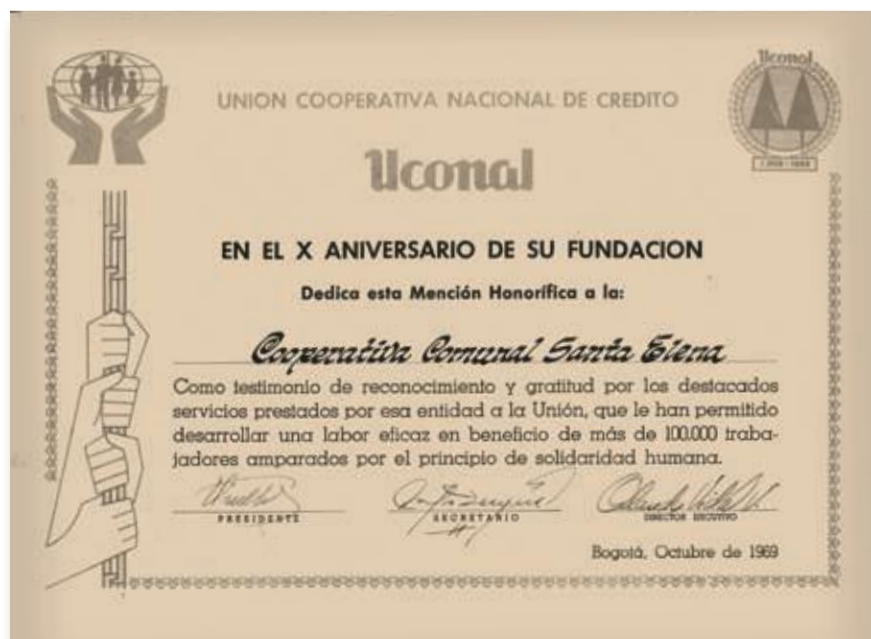 Uconal
UNION COOPERATIVA NACIONAL DE CREDITO
Uconal
EN EL X ANIVERSARIO DE SU FUNDACION
Dedica esta Mención Honorífica a la:
Cooperativa Comunal Santa Elena
Como testimonio de reconocimiento y gratitud por los destacados
servicios prestados por esa entidad a la Unión, que le han permitido
desarrollar una labor eficaz en beneficio de más de 100.000 traba-
jadores amparados por el principio de solidaridad humana.
PRESIDENTE SECRETARIO DIRECTOR
Bogotá, Octubre de 1969